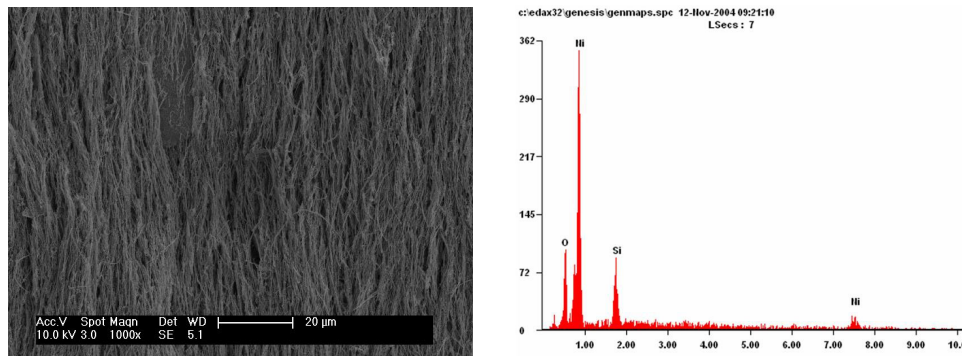 Acc.V Spot Magn Det WD 20 µm
10.0 kV 3.0 1000x SE 5.1
c:\edax32\genesis\genmaps.spc 12-Nov-2004 09:21:10
LSecs : 7
362
290
217
145
72
0
Ni
O
Si
Ni
1.00 2.00 3.00 4.00 5.00 6.00 7.00 8.00 9.00 10.0